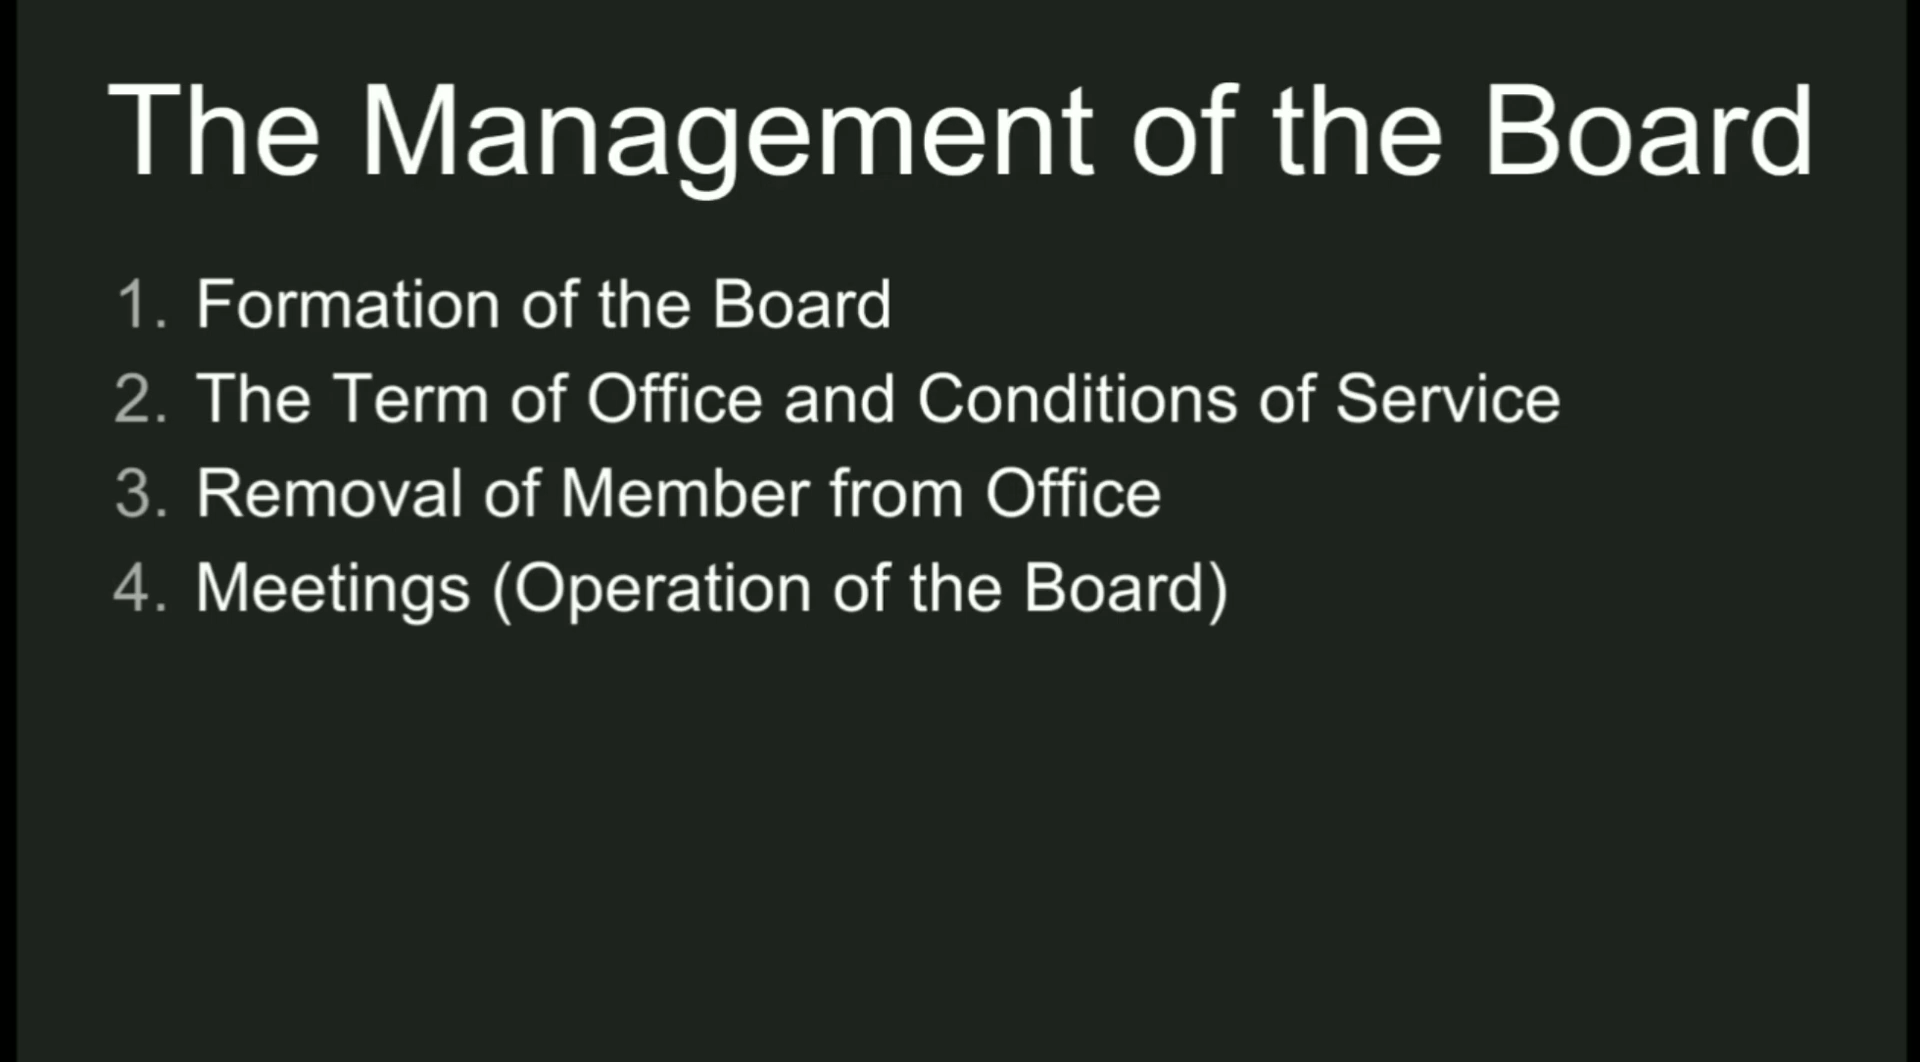 The Management of the Board
1. Formation of the Board
2. The Term of Office and Conditions of Service
3. Removal of Member from Office
4. Meetings (Operation of the Board)